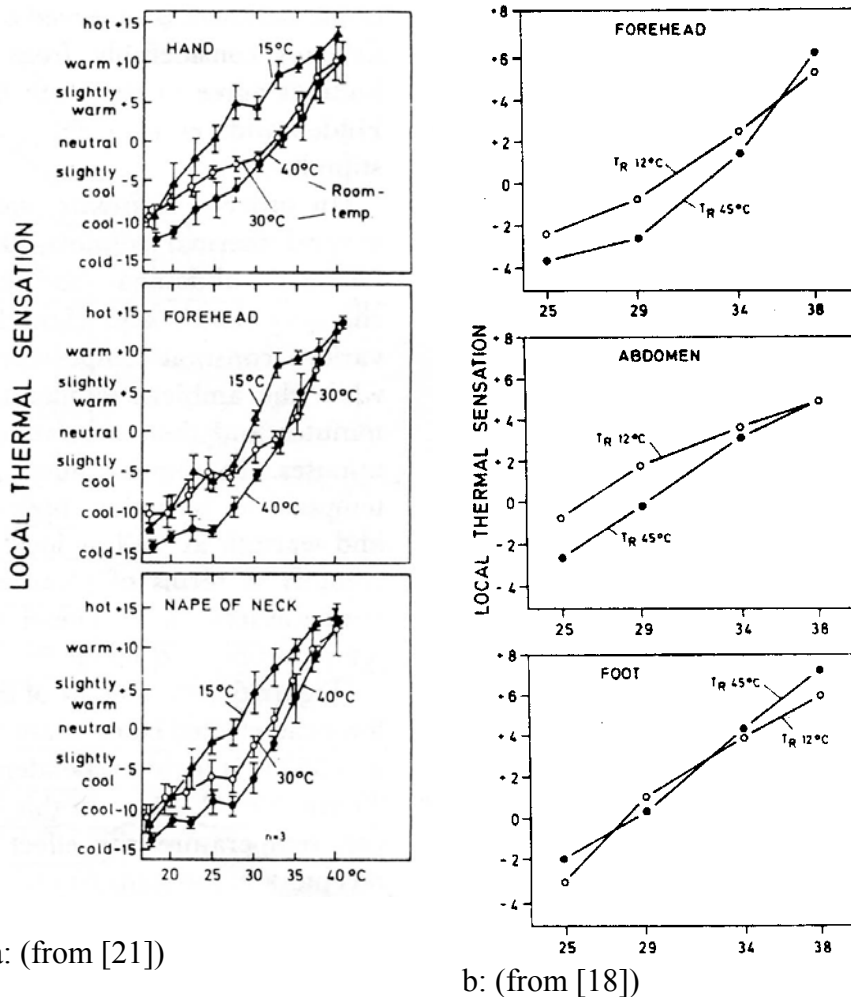 LOCAL THERMAL SENSATION
HAND
hot +15
warm +10
slightly
warm +5
neutral 0
slightly
cool -5
cool-10
cold-15
15°C
40°C
30°C
Room-
temp.
FOREHEAD
hot +15
warm +10
slightly
warm +5
neutral 0
slightly
cool -5
cool-10
cold-15
15°C
30°C
40°C
NAPE OF NECK
hot +15
warm +10
slightly
warm +5
neutral 0
slightly
cool -5
cool-10
cold-15
15°C
40°C
30°C
n=3
20 25 30 35 40 °C
a: (from [21])
LOCAL THERMAL SENSATION
FOREHEAD
+6
+4
+2
0
-2
-4
TR 12°C
TR 45°C
25 29 34 38
ABDOMEN
+8
+6
+4
+2
0
-2
-4
TR 12°C
TR 45°C
25 29 34 38
FOOT
+8
+6
+4
+2
0
-2
-4
TR 45°C
TR 12°C
25 29 34 38
b: (from [18])